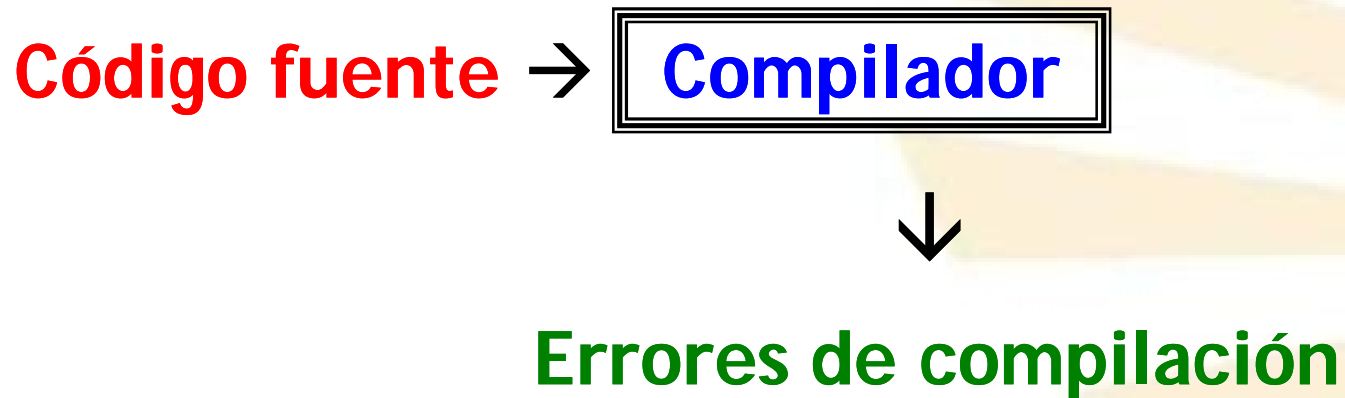 Código fuente → Compilador
↓
Errores de compilación